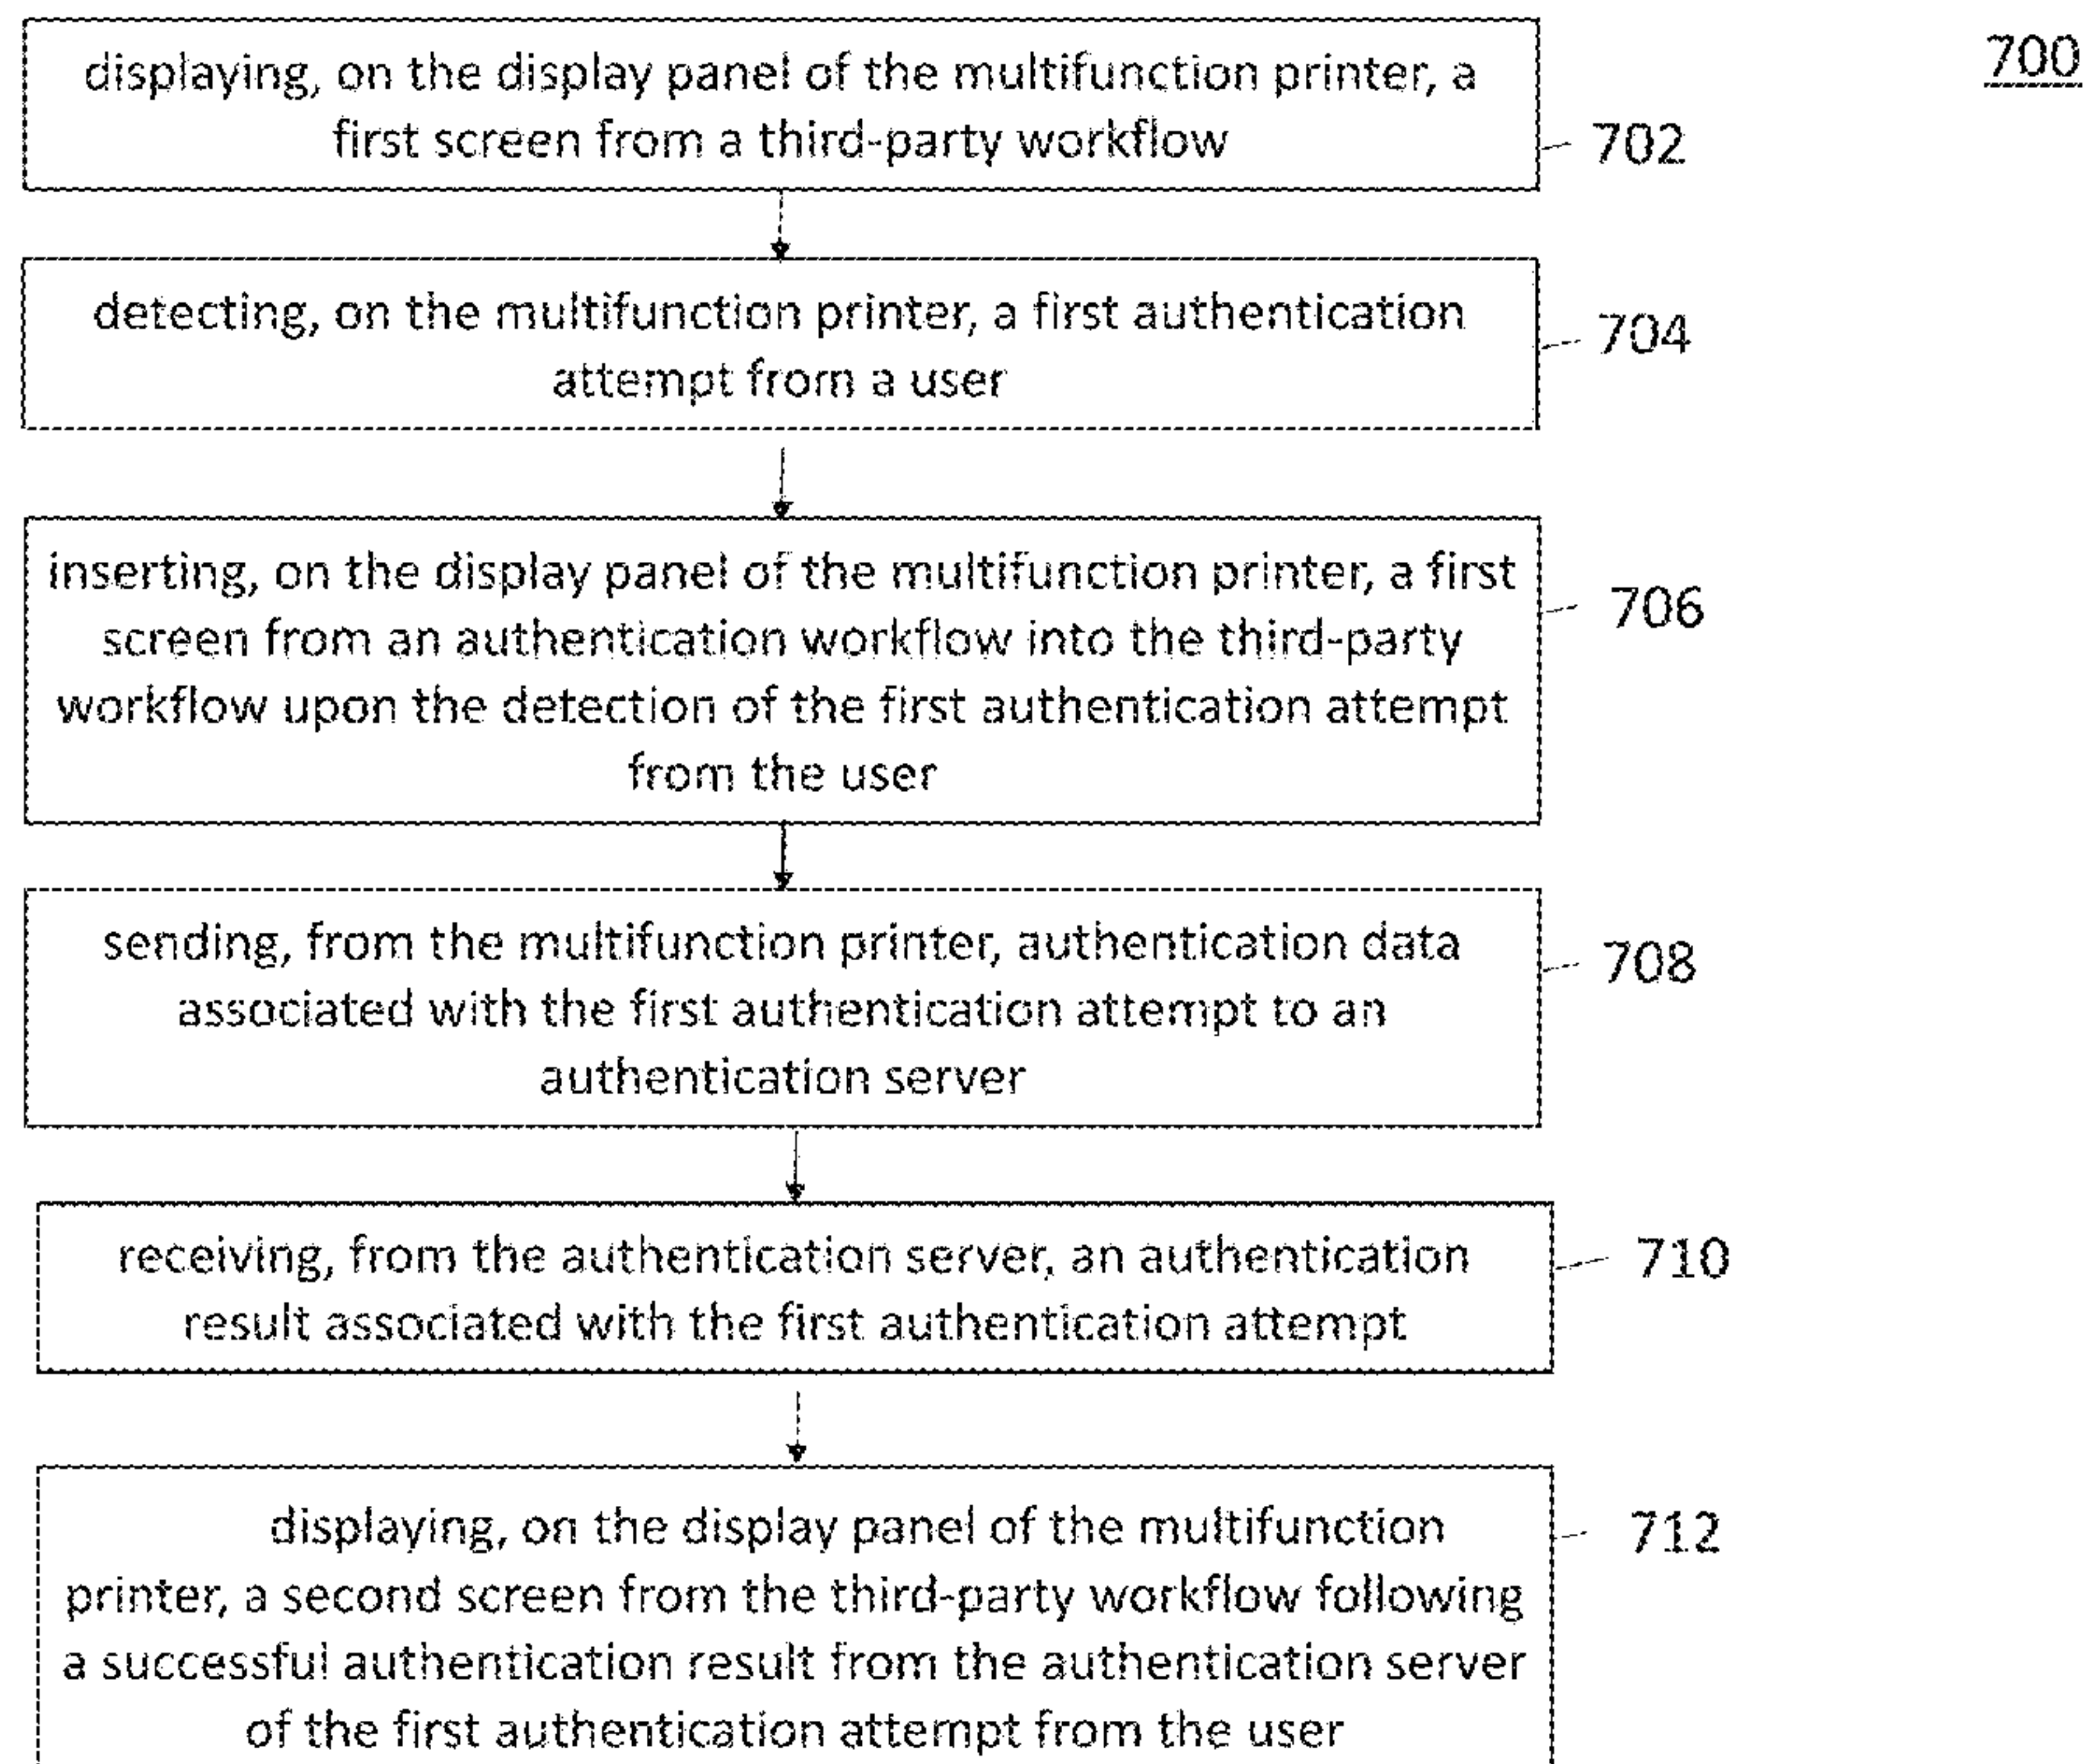 700
displaying, on the display panel of the multifunction printer, a
first screen from a third-party workflow
702
detecting, on the multifunction printer, a first authentication
attempt from a user
704
inserting, on the display panel of the multifunction printer, a first
screen from an authentication workflow into the third-party
workflow upon the detection of the first authentication attempt
from the user
706
sending, from the multifunction printer, authentication data
associated with the first authentication attempt to an
authentication server
708
receiving, from the authentication server, an authentication
result associated with the first authentication attempt
710
displaying, on the display panel of the multifunction
printer, a second screen from the third-party workflow following
a successful authentication result from the authentication server
of the first authentication attempt from the user
712